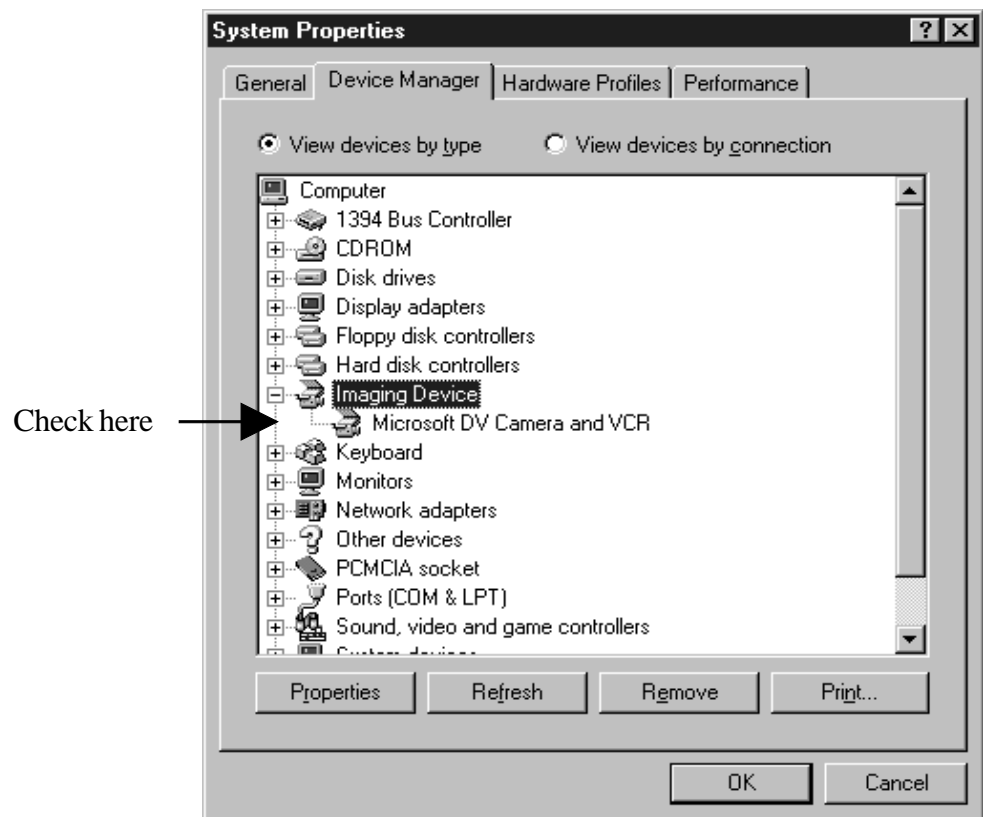 System Properties
General Device Manager Hardware Profiles Performance
View devices by type View devices by connection
Computer
1394 Bus Controller
CDROM
Disk drives
Display adapters
Floppy disk controllers
Hard disk controllers
Imaging Device
Check here Microsoft DV Camera and VCR
Keyboard
Monitors
Network adapters
Other devices
PCMCIA socket
Ports (COM & LPT)
Sound, video and game controllers
System devices
Properties Refresh Remove Print...
OK Cancel